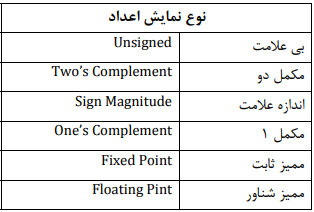 نوع نمایش اعداد
بی علامت Unsigned
مکمل دو Two's Complement
اندازه علامت Sign Magnitude
مکمل ۱ One's Complement
ممیز ثابت Fixed Point
ممیز شناور Floating Pint